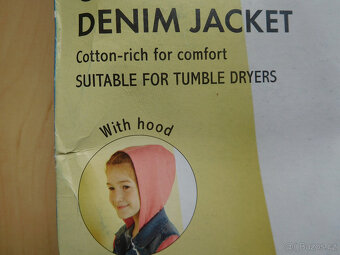 DENIM JACKET
Cotton-rich for comfort
SUITABLE FOR TUMBLE DRYERS
With hood